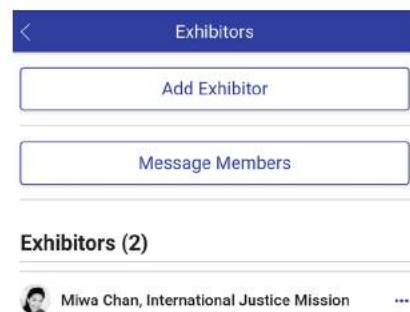 Exhibitors
Add Exhibitor
Message Members
Exhibitors (2)
Miwa Chan, International Justice Mission